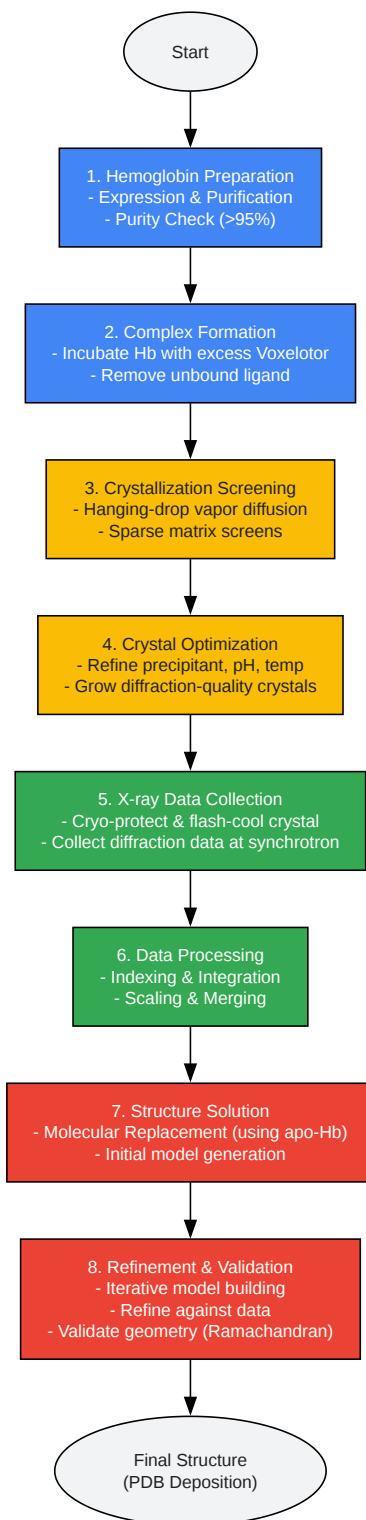 Start
1. Hemoglobin Preparation
- Expression & Purification
- Purity Check (>95%)
2. Complex Formation
- Incubate Hb with excess Voxelotor
- Remove unbound ligand
3. Crystallization Screening
- Hanging-drop vapor diffusion
- Sparse matrix screens
4. Crystal Optimization
- Refine precipitant, pH, temp
- Grow diffraction-quality crystals
5. X-ray Data Collection
- Cryo-protect & flash-cool crystal
- Collect diffraction data at synchrotron
6. Data Processing
- Indexing & Integration
- Scaling & Merging
7. Structure Solution
- Molecular Replacement (using apo-Hb)
- Initial model generation
8. Refinement & Validation
- Iterative model building
- Refine against data
- Validate geometry (Ramachandran)
Final Structure
(PDB Deposition)